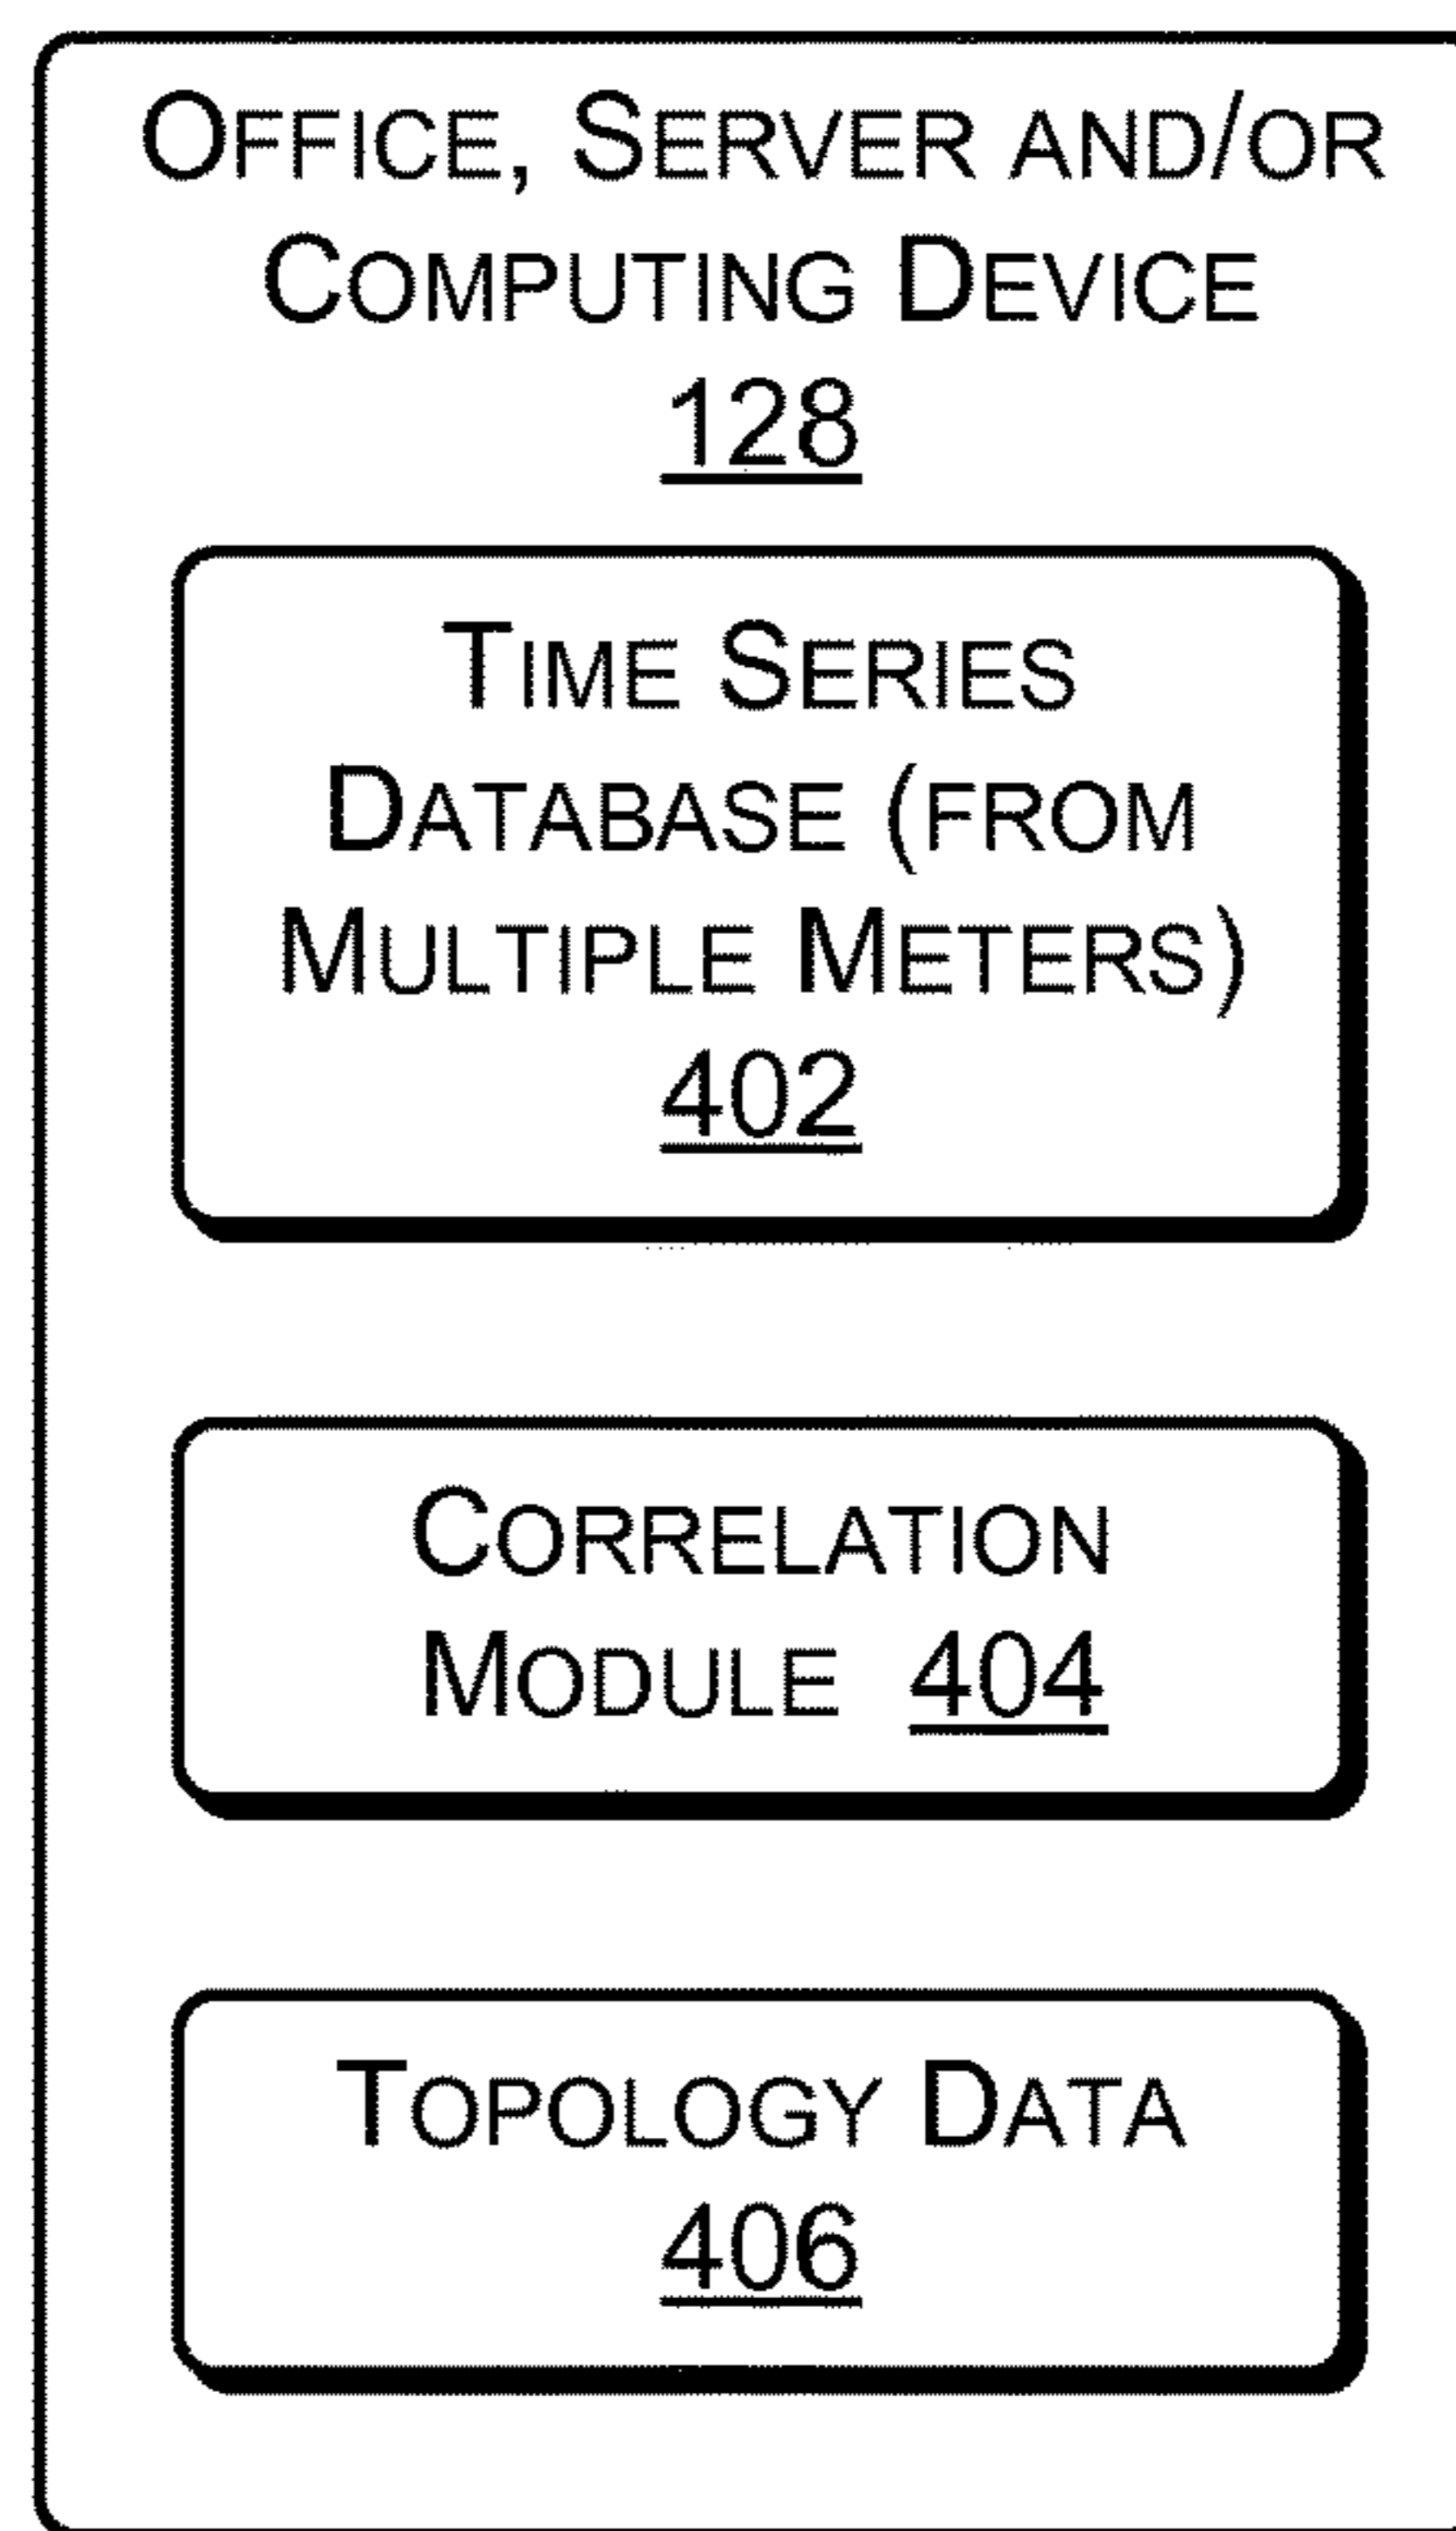 OFFICE, SERVER AND/OR
COMPUTING DEVICE
128
TIME SERIES
DATABASE (FROM
MULTIPLE METERS)
402
CORRELATION
MODULE 404
TOPOLOGY DATA
406